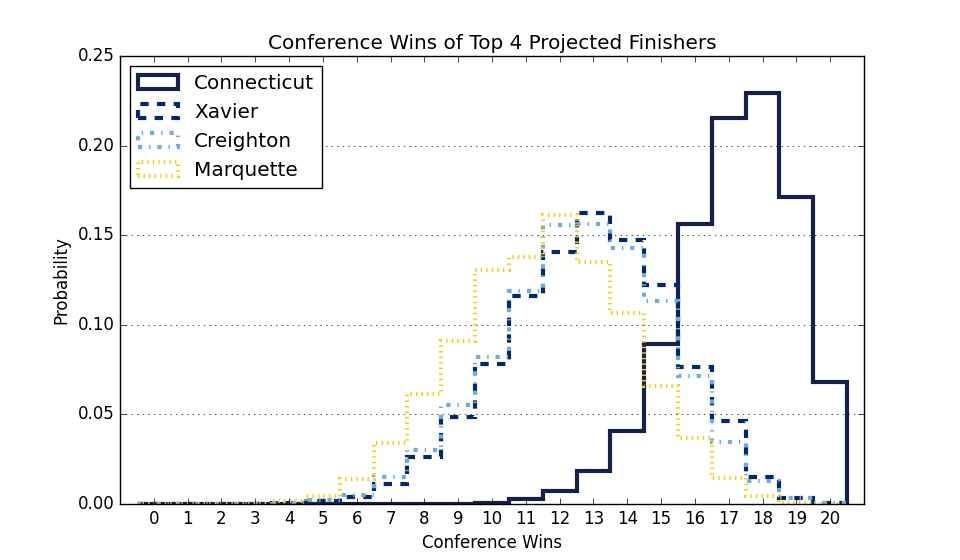 Conference Wins of Top 4 Projected Finishers
Connecticut
Xavier
Creighton
Marquette
0.25
0.20
0.15
0.10
0.05
0.00
Probability
0 1 2 3 4 5 6 7 8 9 10 11 12 13 14 15 16 17 18 19 20
Conference Wins